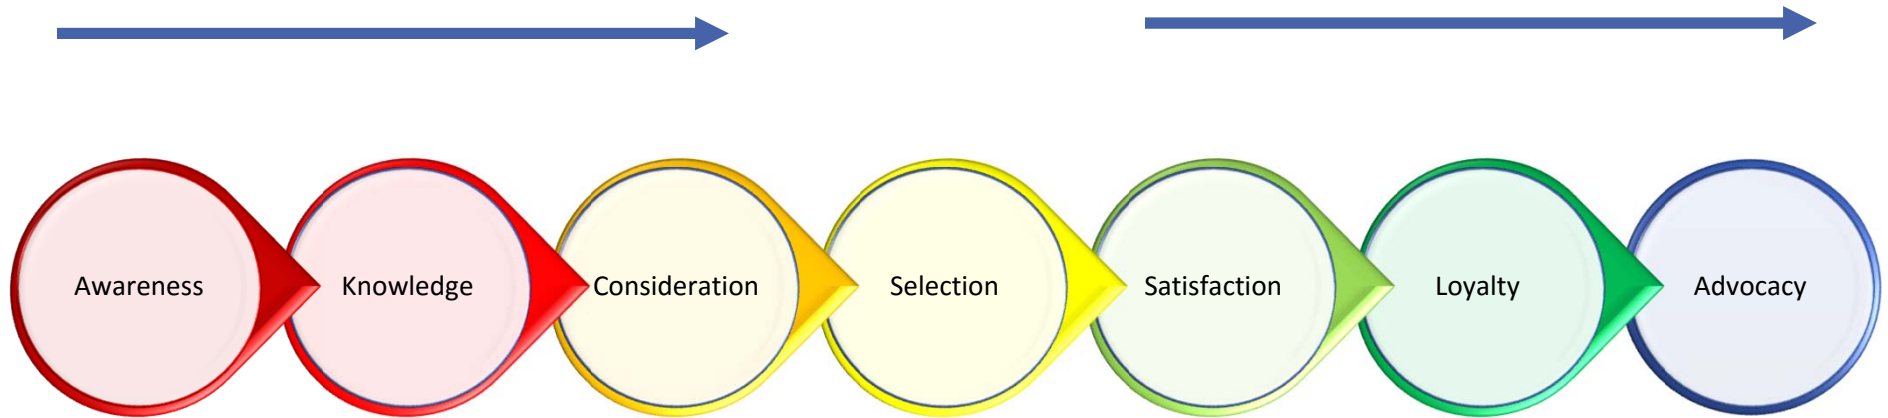 Awareness
Knowledge
Consideration
Selection
Satisfaction
Loyalty
Advocacy